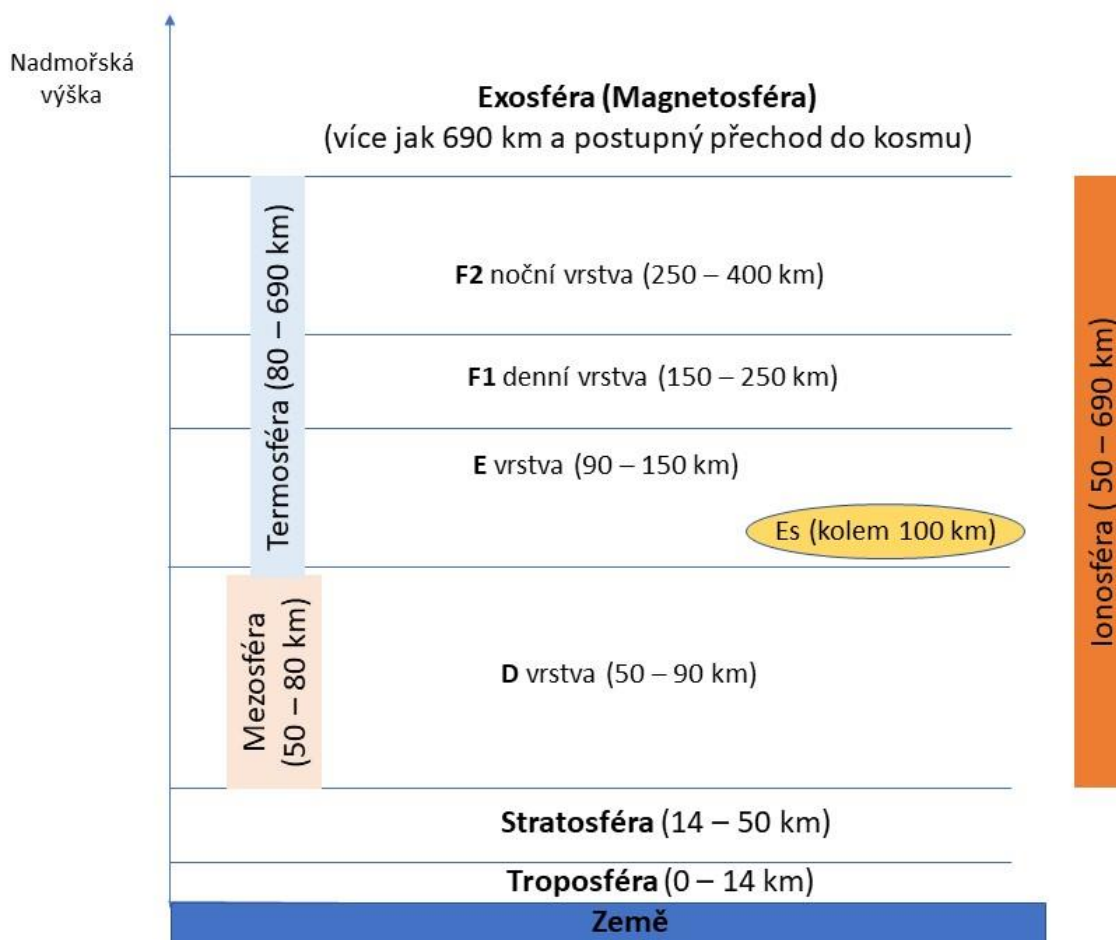 Nadmořská
výška
Exosféra (Magnetosféra)
(více jak 690 km a postupný přechod do kosmu)
Termosféra (80 – 690 km)
F2 noční vrstva (250 – 400 km)
F1 denní vrstva (150 – 250 km)
E vrstva (90 – 150 km)
Es (kolem 100 km)
Ionosféra ( 50 – 690 km)
Mezosféra
(50 – 80 km)
D vrstva (50 – 90 km)
Stratosféra (14 – 50 km)
Troposféra (0 – 14 km)
Země